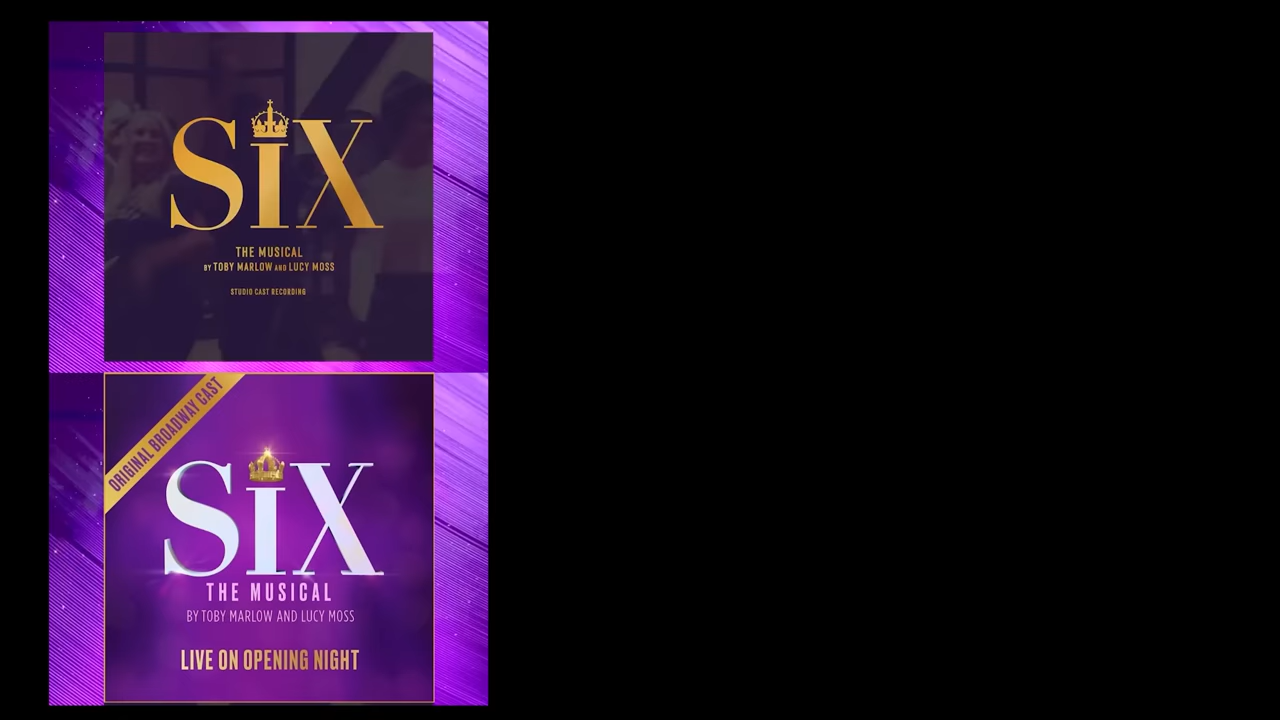 SIX
THE MUSICAL
BY TOBY MARLOW AND LUCY MOSS
STUDIO CAST RECORDING
ORIGINAL BROADWAY CAST
SIX
THE MUSICAL
BY TOBY MARLOW AND LUCY MOSS
LIVE ON OPENING NIGHT